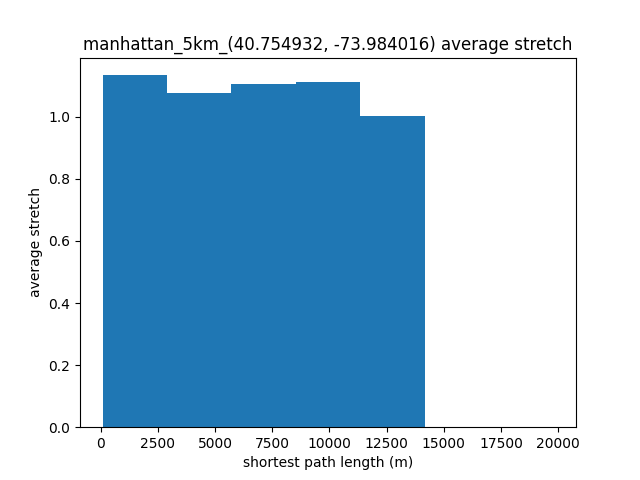 manhattan_5km_(40.754932, -73.984016) average stretch
1.0
0.8
0.6
0.4
0.2
0.0
average stretch
0 2500 5000 7500 10000 12500 15000 17500 20000
shortest path length (m)